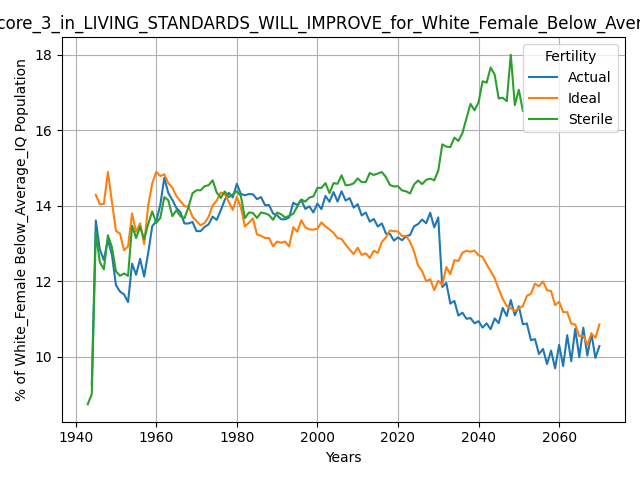 core_3_in_LIVING_STANDARDS_WILL_IMPROVE_for_White_Female_Below_Aver
Fertility
Actual
Ideal
Sterile
% of White_Female Below_Average_IQ Population
18
16
14
12
10
1940
1960
1980
2000
2020
2040
2060
Years